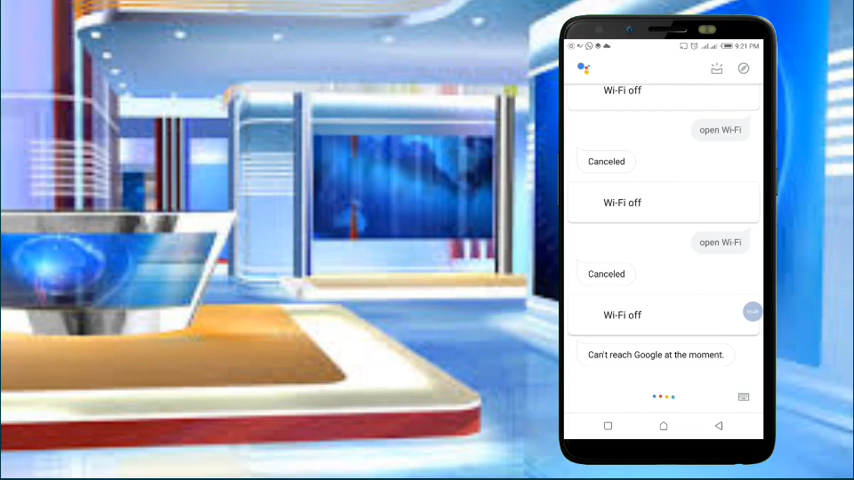 9:21 PM
Wi-Fi off
open Wi-Fi
Canceled
Wi-Fi off
open Wi-Fi
Canceled
Wi-Fi off
Can't reach Google at the moment.